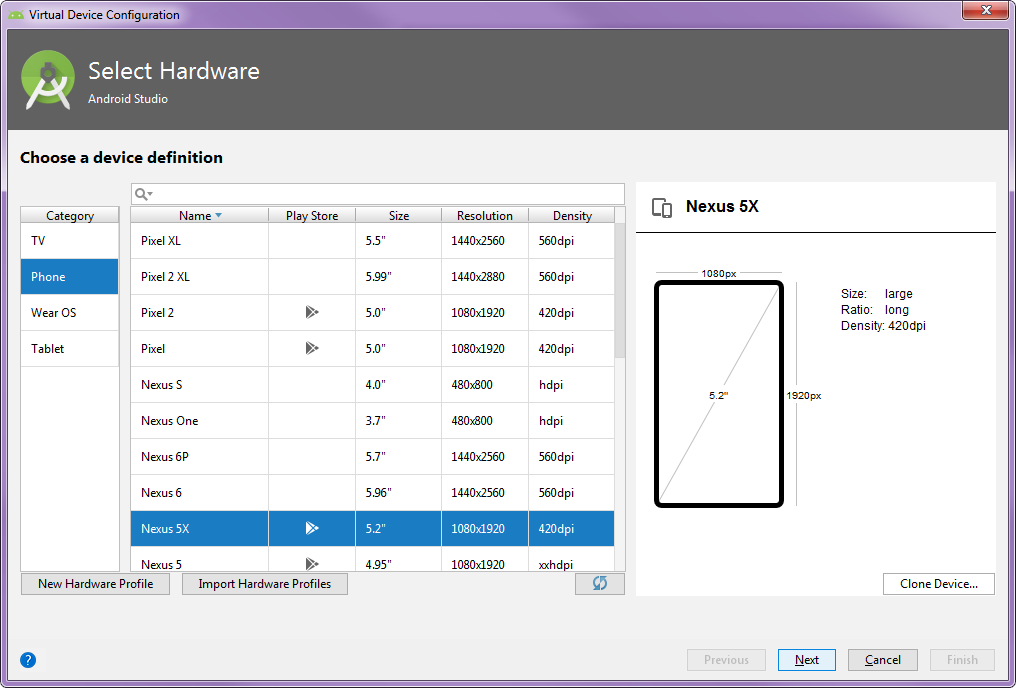 Virtual Device Configuration
Select Hardware
Android Studio
Choose a device definition
Category
TV
Phone
Wear OS
Tablet
Name Play Store Size Resolution Density
Pixel XL 5.5" 1440x2560 560dpi
Pixel 2 XL 5.99" 1440x2880 560dpi
Pixel 2 5.0" 1080x1920 420dpi
Pixel 5.0" 1080x1920 420dpi
Nexus S 4.0" 480x800 hdpi
Nexus One 3.7" 480x800 hdpi
Nexus 6P 5.7" 1440x2560 560dpi
Nexus 6 5.96" 1440x2560 560dpi
Nexus 5X 5.2" 1080x1920 420dpi
Nexus 5 4.95" 1080x1920 xxhdpi
Nexus 5X
1080px
5.2"
1920px
Size: large
Ratio: long
Density: 420dpi
New Hardware Profile
Import Hardware Profiles
Clone Device...
?
Previous
Next
Cancel
Finish